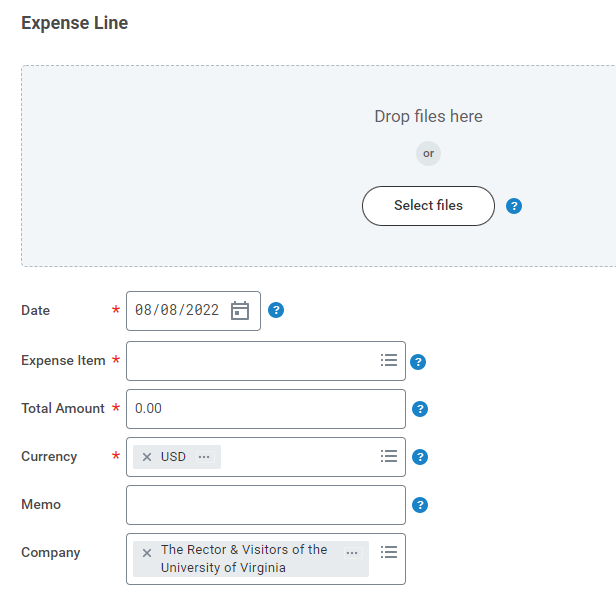 Expense Line
Drop files here
or
Select files ?
Date * 08/08/2022 ?
Expense Item * ?
Total Amount * 0.00 ?
Currency * × USD ... ?
Memo ?
Company × The Rector & Visitors of the ...
University of Virginia